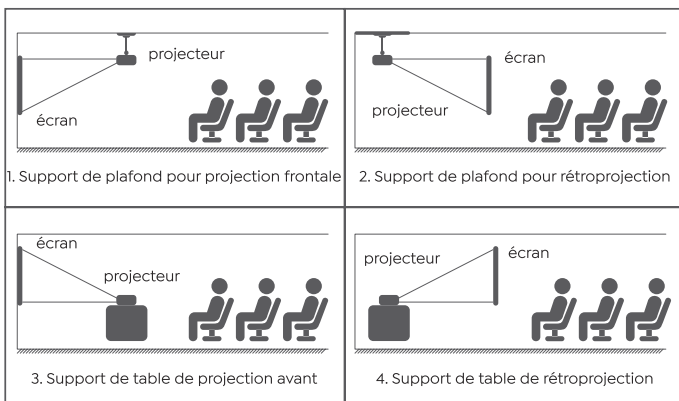 projecteur
écran
1. Support de plafond pour projection frontale
écran
projecteur
2. Support de plafond pour rétroprojection
écran
projecteur
3. Support de table de projection avant
projecteur
écran
4. Support de table de rétroprojection